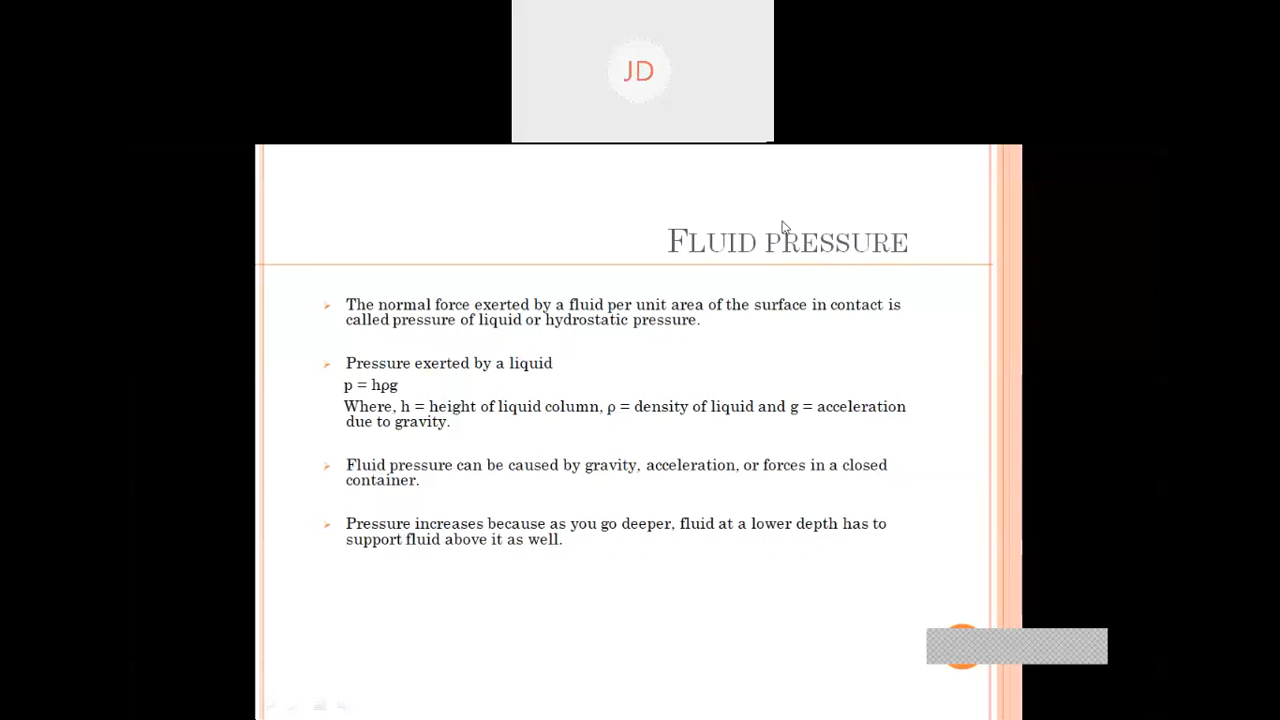 JD
FLUID PRESSURE
The normal force exerted by a fluid per unit area of the surface in contact is
called pressure of liquid or hydrostatic pressure.
Pressure exerted by a liquid
p = hρg
Where, h = height of liquid column, ρ = density of liquid and g = acceleration
due to gravity.
Fluid pressure can be caused by gravity, acceleration, or forces in a closed
container.
Pressure increases because as you go deeper, fluid at a lower depth has to
support fluid above it as well.